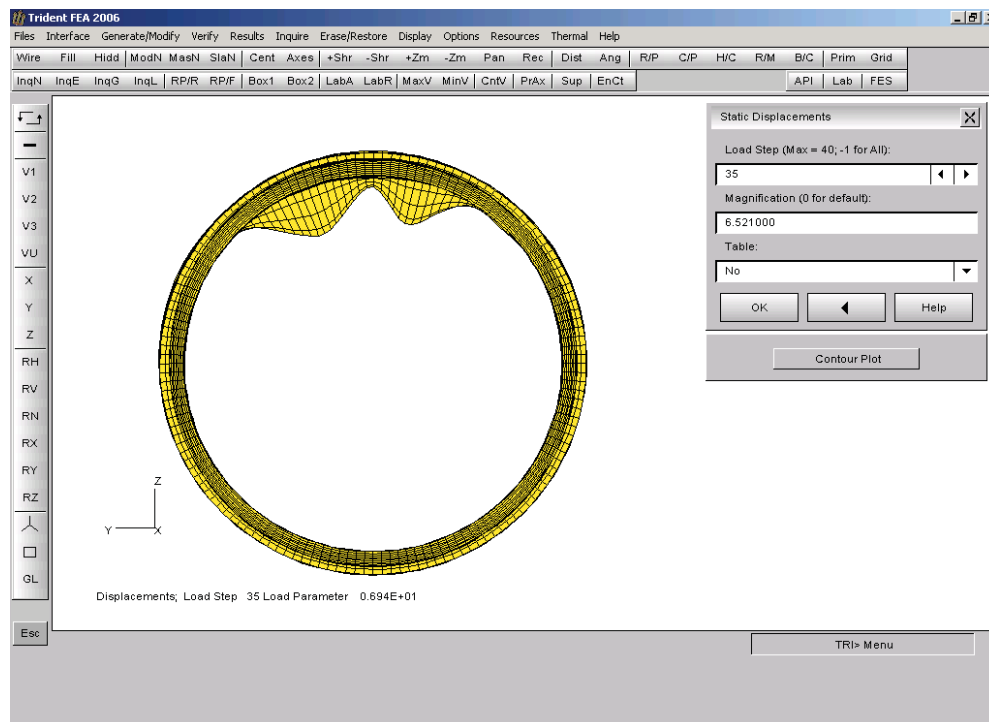 Trident FEA 2006
Files Interface Generate/Modify Verify Results Inquire Erase/Restore Display Options Resources Thermal Help
Wire Fill Hidd ModN MasN SlaN Cent Axes +Shr -Shr +Zm -Zm Pan Rec Dist Ang R/P C/P H/C R/M B/C Prim Grid
InqN InqE InqG InqL RP/R RP/F Box1 Box2 LabA LabR MaxV MinV CntV PrAx Sup EnCt API Lab FES
V1
V2
V3
VU
X
Y
Z
RH
RV
RN
RX
RY
RZ
GL
Esc
Z
Y X
Displacements; Load Step 35 Load Parameter 0.694E+01
Static Displacements
Load Step (Max = 40; -1 for All):
35
Magnification (0 for default):
6.521000
Table:
No
OK Help
Contour Plot
TRI> Menu